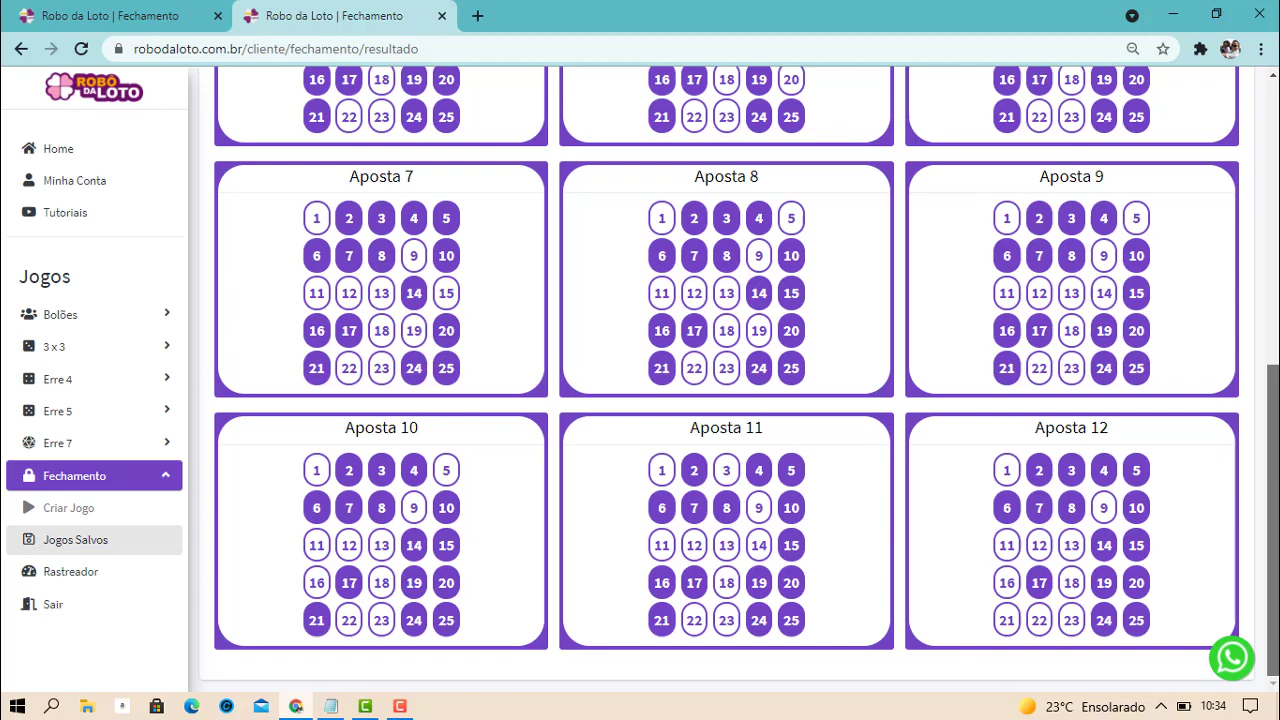 Robo da Loto | Fechamento
Robo da Loto | Fechamento
robodaloto.com.br/cliente/fechamento/resultado
ROBO
DA LOTO
Home
Minha Conta
Tutoriais
Jogos
Bolões
3 x 3
Erre 4
Erre 5
Erre 7
Fechamento
Criar Jogo
Jogos Salvos
Rastreador
Sair
16 17 18 19 20
21 22 23 24 25
16 17 18 19 20
21 22 23 24 25
16 17 18 19 20
21 22 23 24 25
Aposta 7
1 2 3 4 5
6 7 8 9 10
11 12 13 14 15
16 17 18 19 20
21 22 23 24 25
Aposta 8
1 2 3 4 5
6 7 8 9 10
11 12 13 14 15
16 17 18 19 20
21 22 23 24 25
Aposta 9
1 2 3 4 5
6 7 8 9 10
11 12 13 14 15
16 17 18 19 20
21 22 23 24 25
Aposta 10
1 2 3 4 5
6 7 8 9 10
11 12 13 14 15
16 17 18 19 20
21 22 23 24 25
Aposta 11
1 2 3 4 5
6 7 8 9 10
11 12 13 14 15
16 17 18 19 20
21 22 23 24 25
Aposta 12
1 2 3 4 5
6 7 8 9 10
11 12 13 14 15
16 17 18 19 20
21 22 23 24 25
a
23°C Ensolarado 10:34